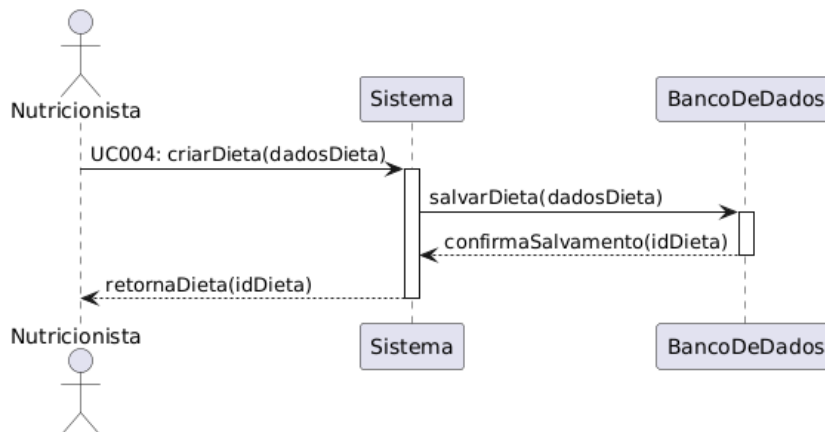 Nutricionista
Sistema
BancoDeDados
UC004: criarDieta(dadosDieta)
salvarDieta(dadosDieta)
confirmaSalvamento(idDieta)
retornaDieta(idDieta)
Nutricionista
Sistema
BancoDeDados